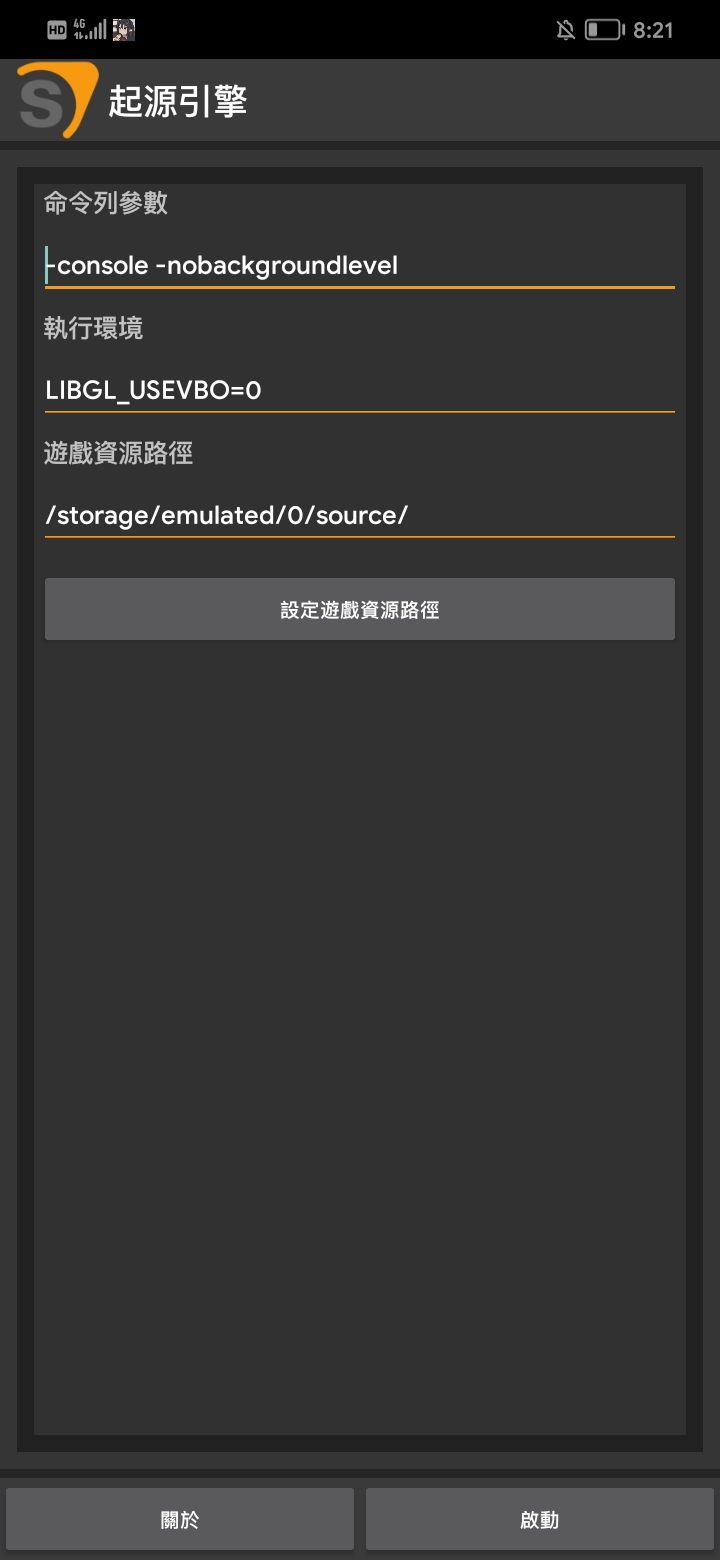 HD 4G 8:21
S 起源引擎
命令列參數
-console -nobackgroundlevel
執行環境
LIBGL_USEVBO=0
遊戲資源路徑
/storage/emulated/0/source/
設定遊戲資源路徑
關於
啟動